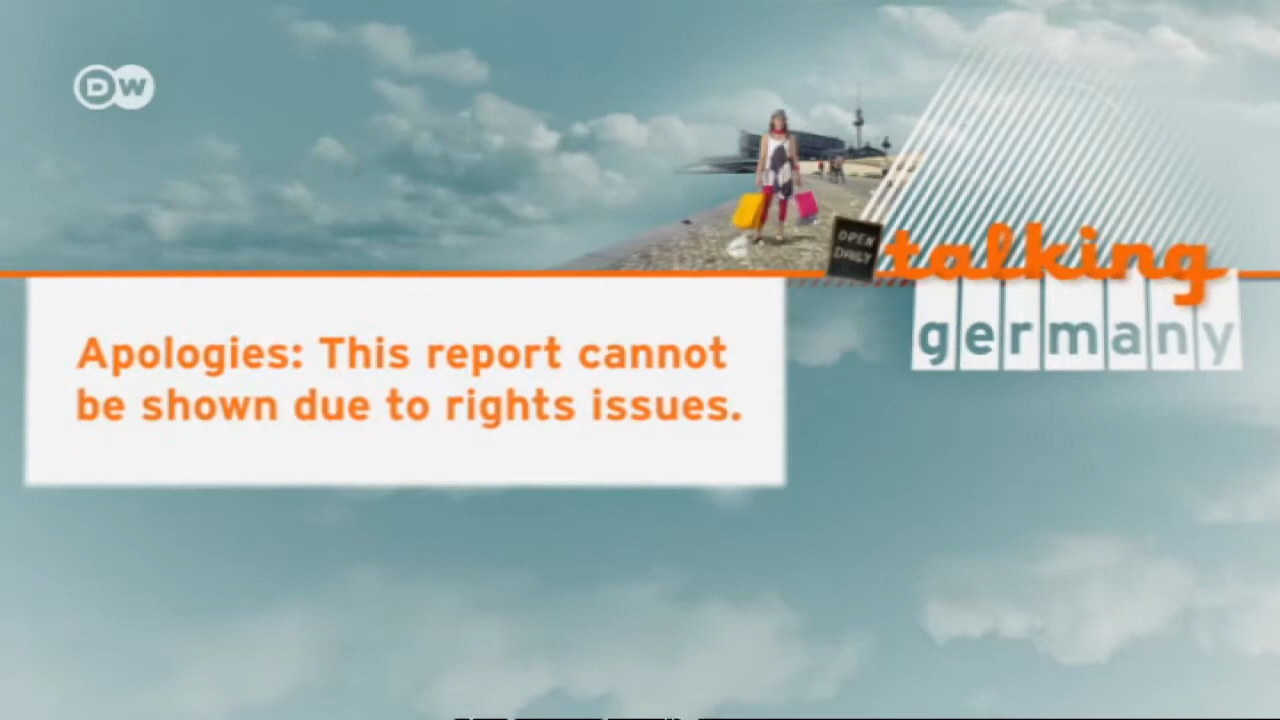 DW
OPEN
DAILY
talking
germany
Apologies: This report cannot
be shown due to rights issues.